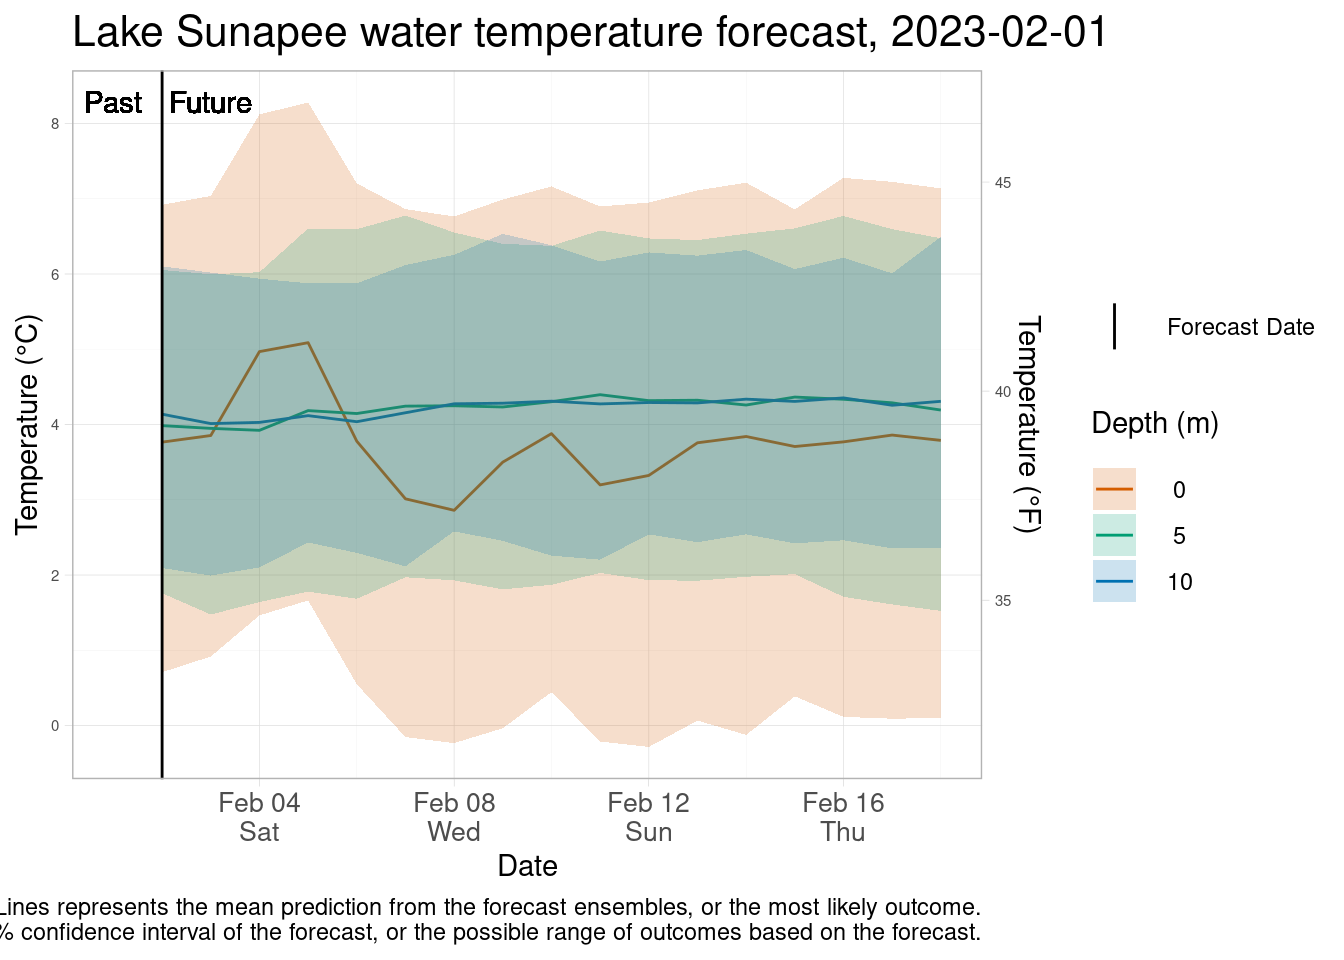 Lake Sunapee water temperature forecast, 2023-02-01
Past
Future
8
6
4
2
0
45
40
35
Temperature (°C)
Temperature (°F)
Feb 04
Sat
Feb 08
Wed
Feb 12
Sun
Feb 16
Thu
Date
Forecast Date
Depth (m)
0
5
10
Lines represents the mean prediction from the forecast ensembles, or the most likely outcome.
% confidence interval of the forecast, or the possible range of outcomes based on the forecast.